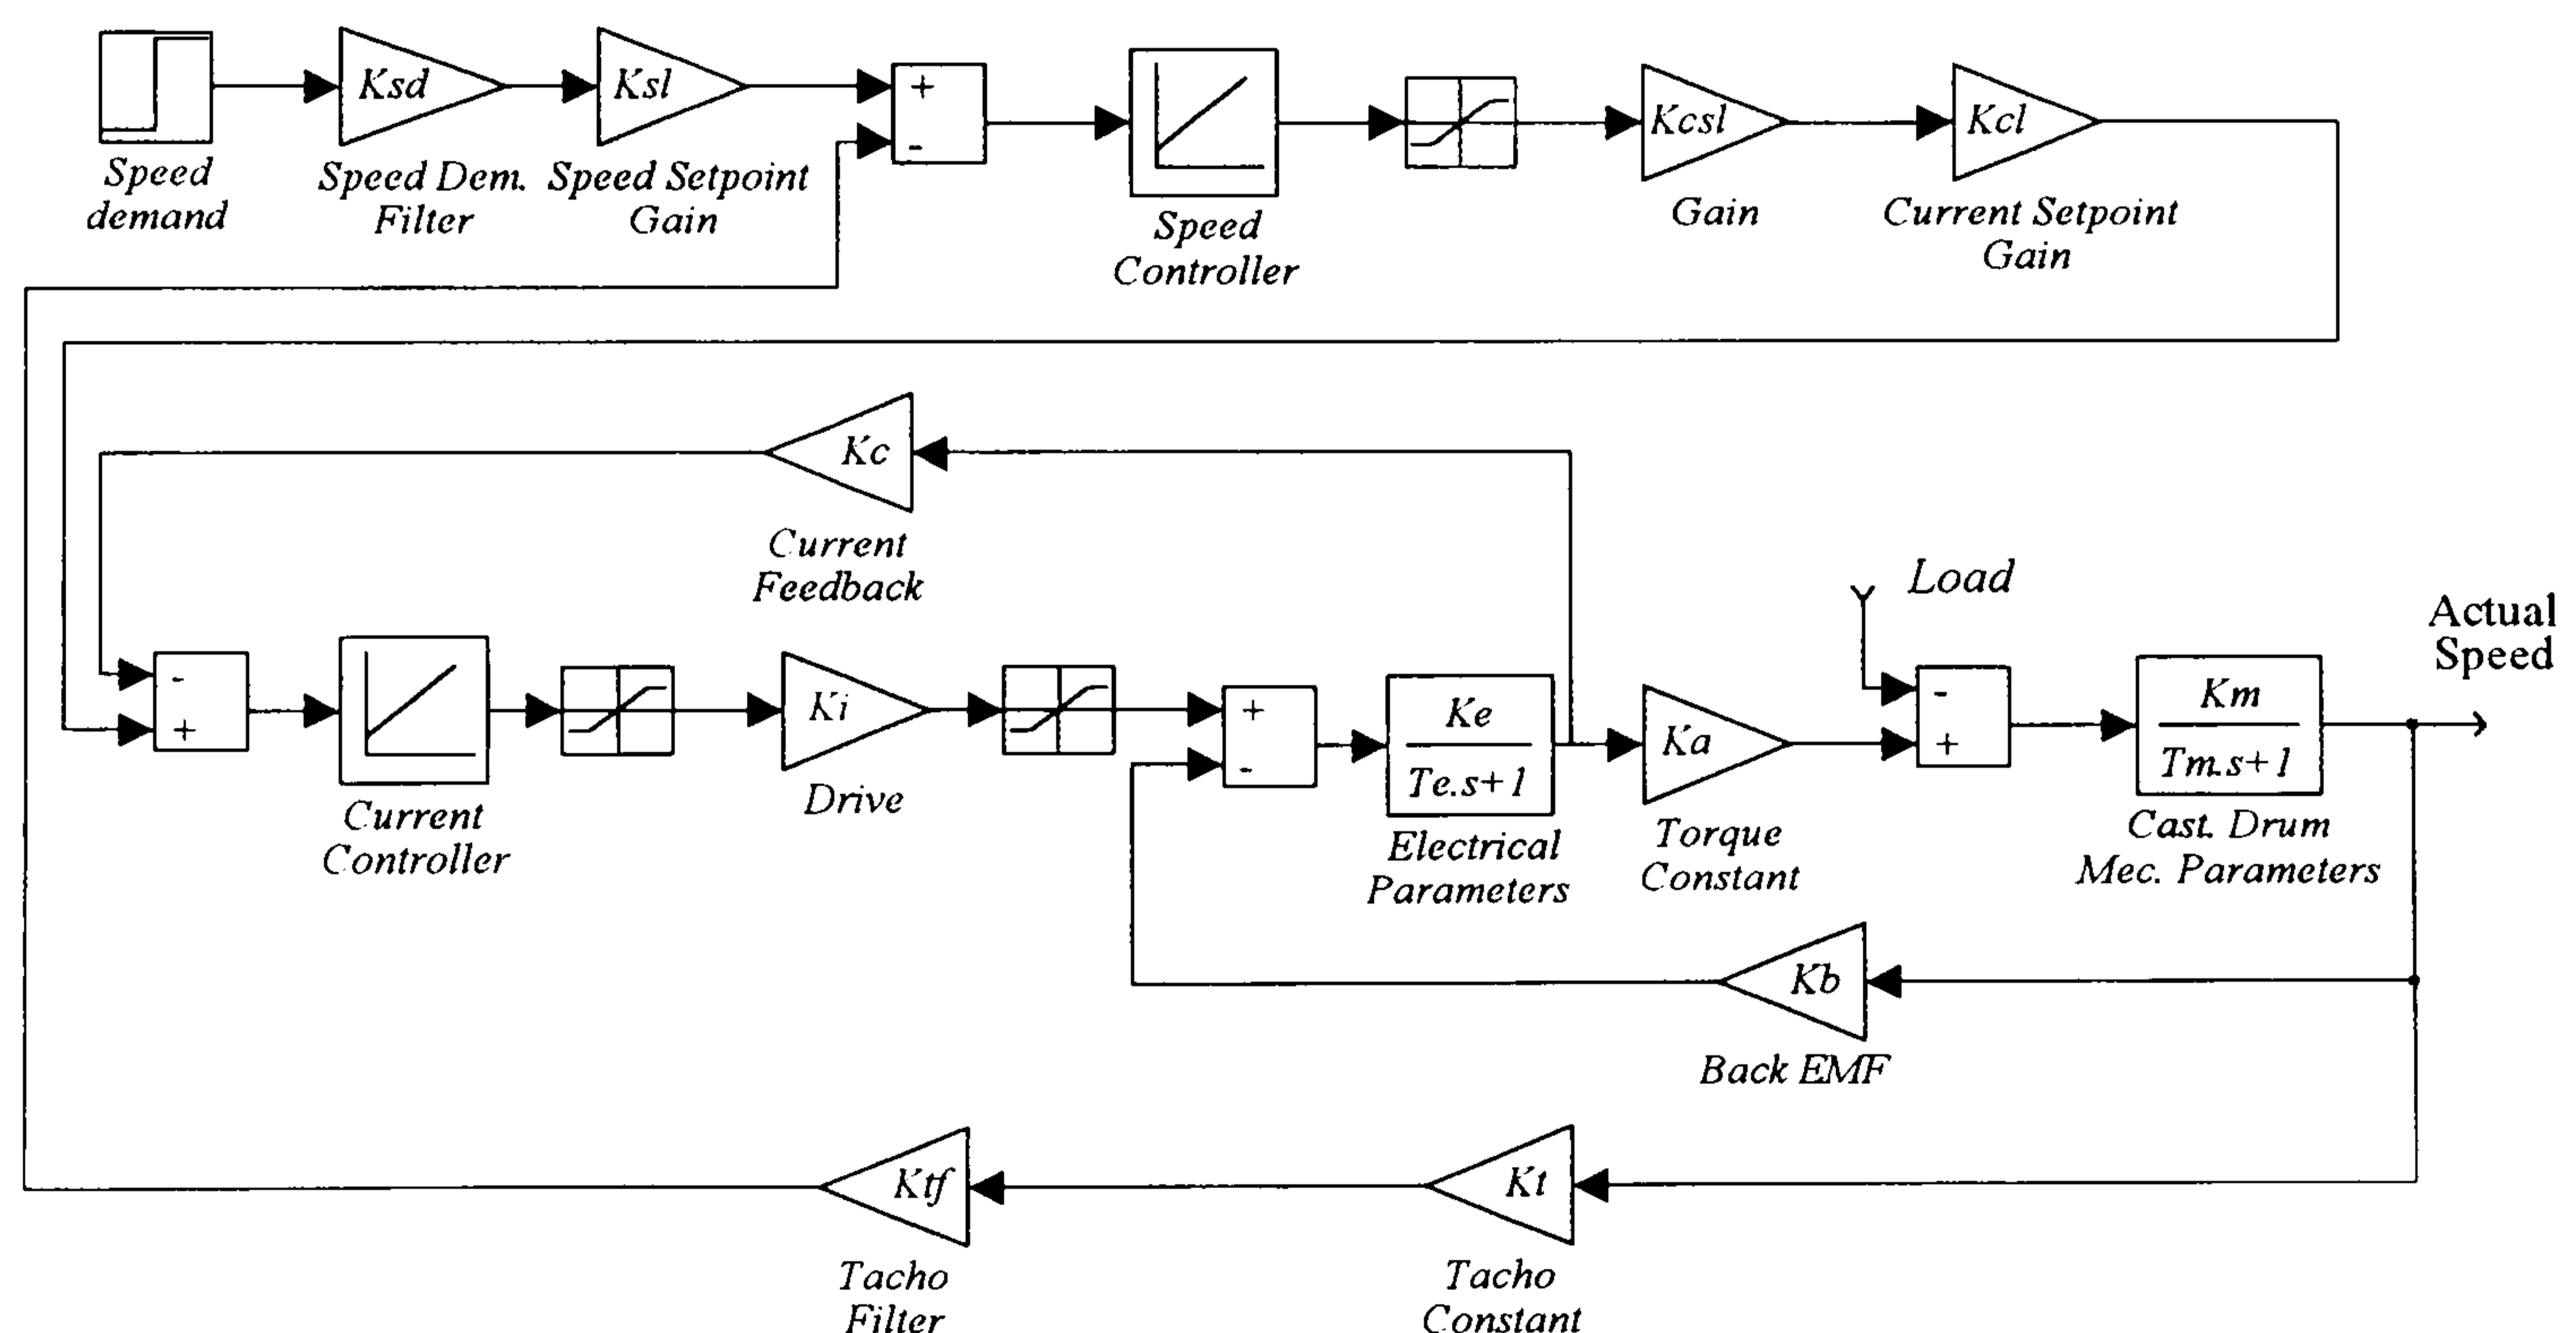 Ksd
Ksl
+
-
Kcsl
Kcl
Speed
demand
Speed Dem.
Filter
Speed Setpoint
Gain
Speed
Controller
Gain
Current Setpoint
Gain
Kc
Current
Feedback
Load
Actual
Speed
-
+
Current
Controller
Ki
Drive
+
-
Ke
Te.s+1
Electrical
Parameters
Ka
Torque
Constant
-
+
Km
Tm.s+1
Cast. Drum
Mec. Parameters
Kb
Back EMF
Ktf
Tacho
Filter
Kt
Tacho
Constant